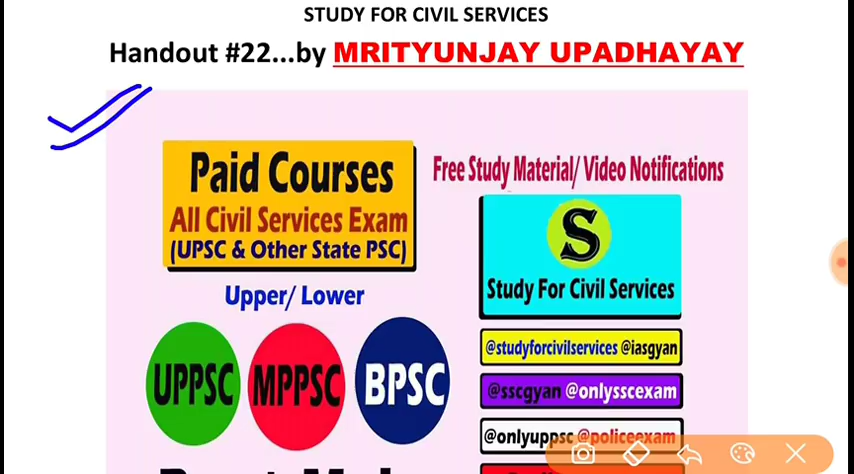 STUDY FOR CIVIL SERVICES
Handout #22...by MRITYUNJAY UPADHAYAY
Paid Courses
All Civil Services Exam
(UPSC & Other State PSC)
Upper/ Lower
UPPSC MPPSC BPSC
Free Study Material/ Video Notifications
S
Study For Civil Services
@studyforcivilservices @iasgyan
@sscgyan @onlysscexam
@onlyuppsc @policeexam